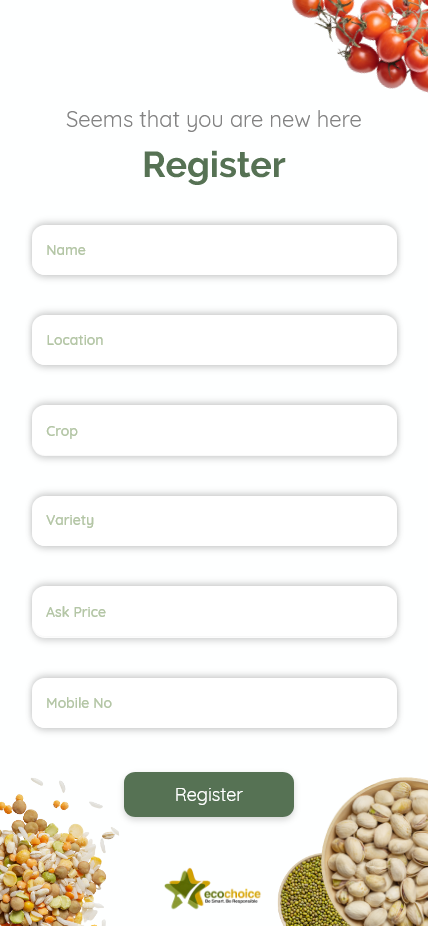 Seems that you are new here
Register
Name
Location
Crop
Variety
Ask Price
Mobile No
Register
ecochoice
Be Smart. Be Responsible